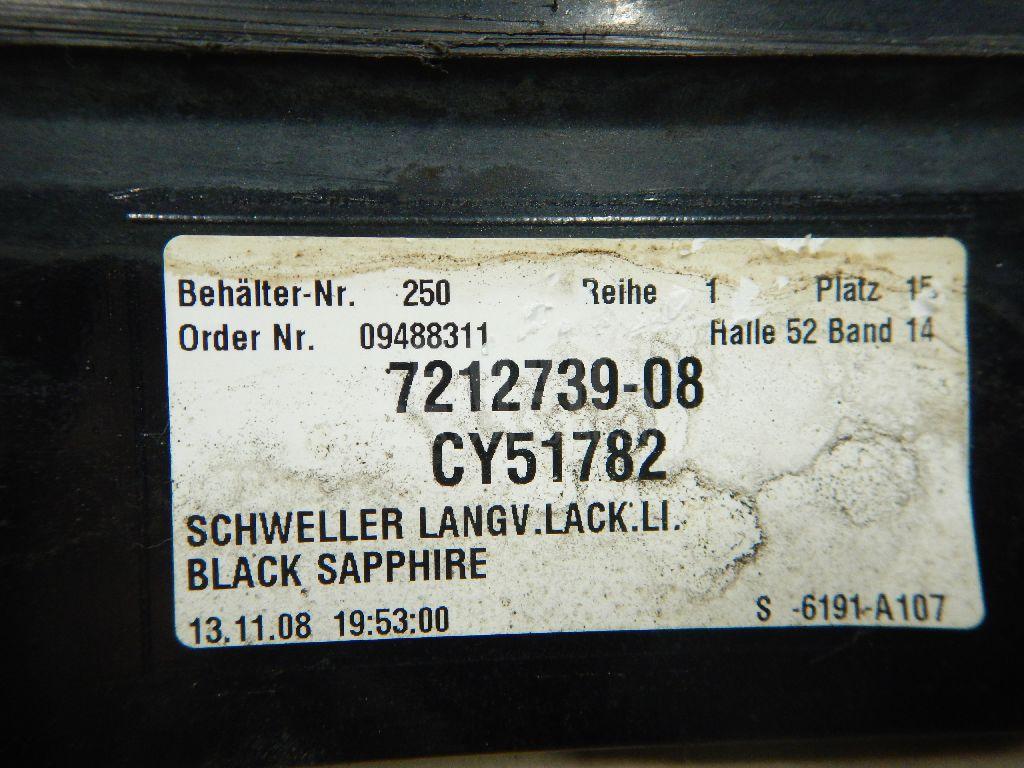 Behälter-Nr. 250 Reihe 1 Platz 15
Order Nr. 09488311 Halle 52 Band 14
7212739-08
CY51782
SCHWELLER LANGV.LACK.LI.
BLACK SAPPHIRE
13.11.08 19:53:00 S -6191-A107